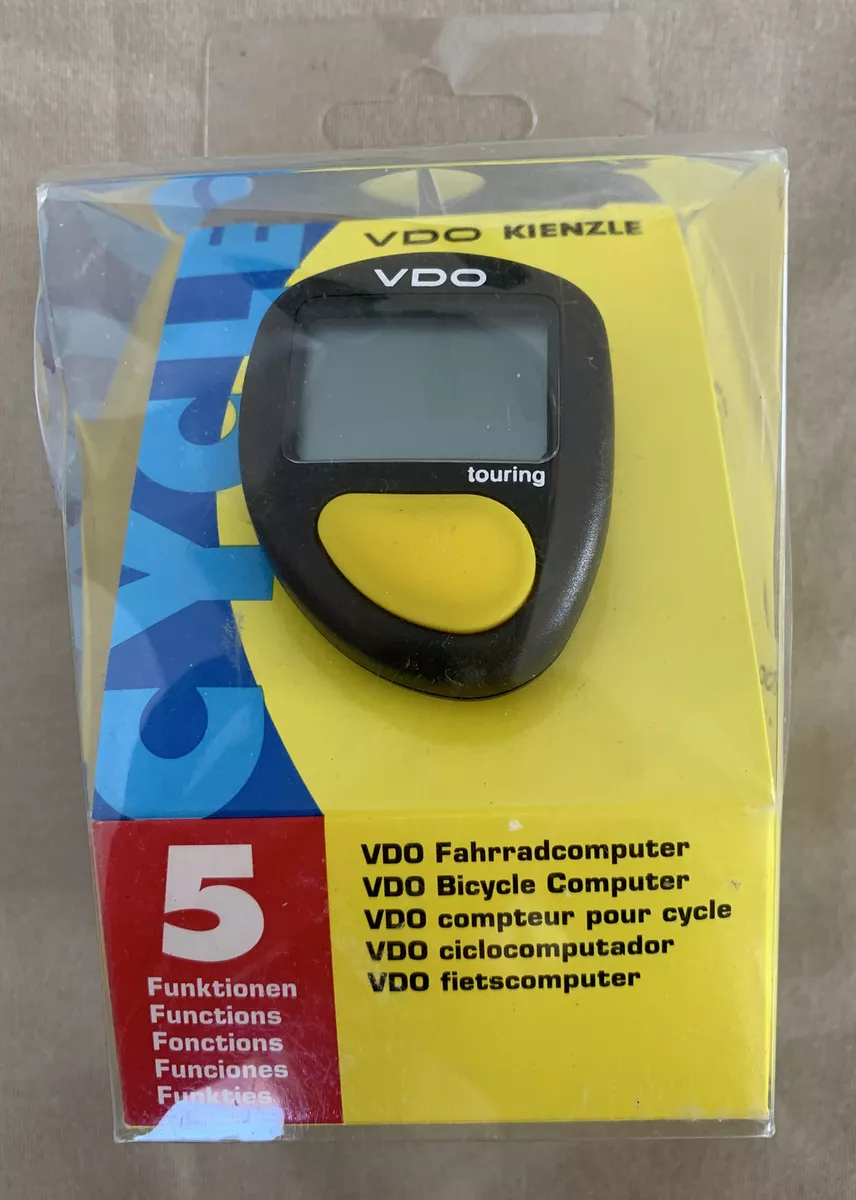 VDO KIENZLE
VDO
touring
CYCLE
5
Funktionen
Functions
Fonctions
Funciones
Funkties
VDO Fahrradcomputer
VDO Bicycle Computer
VDO compteur pour cycle
VDO ciclocomputador
VDO fietscomputer